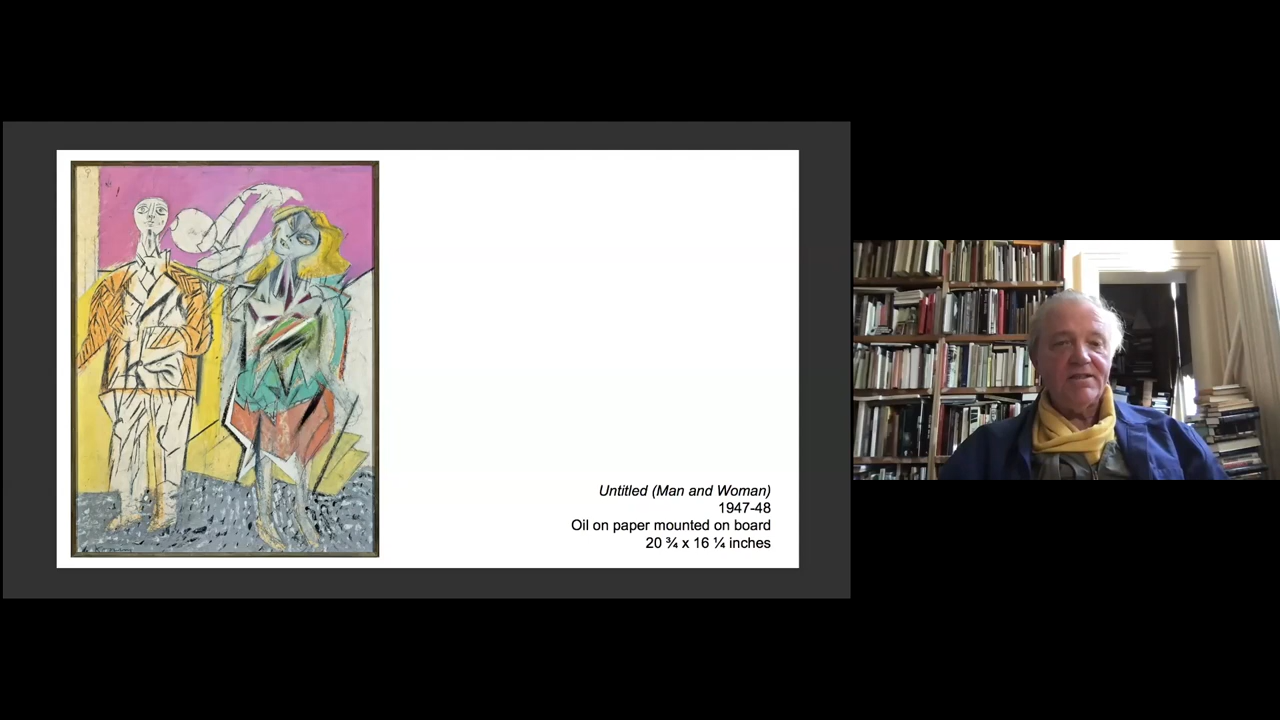 Untitled (Man and Woman)
1947-48
Oil on paper mounted on board
20 ¾ x 16 ¼ inches